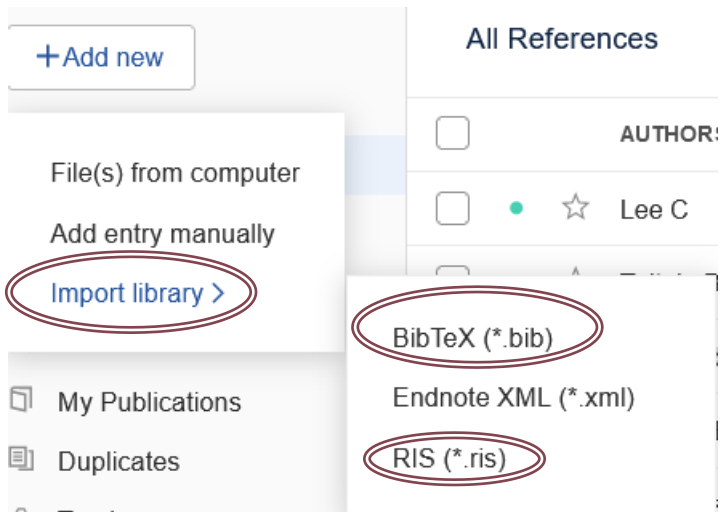 +Add new
All References
File(s) from computer
Add entry manually
Import library >
My Publications
Duplicates
Lee C
BibTeX (*.bib)
Endnote XML (*.xml)
RIS (*.ris)